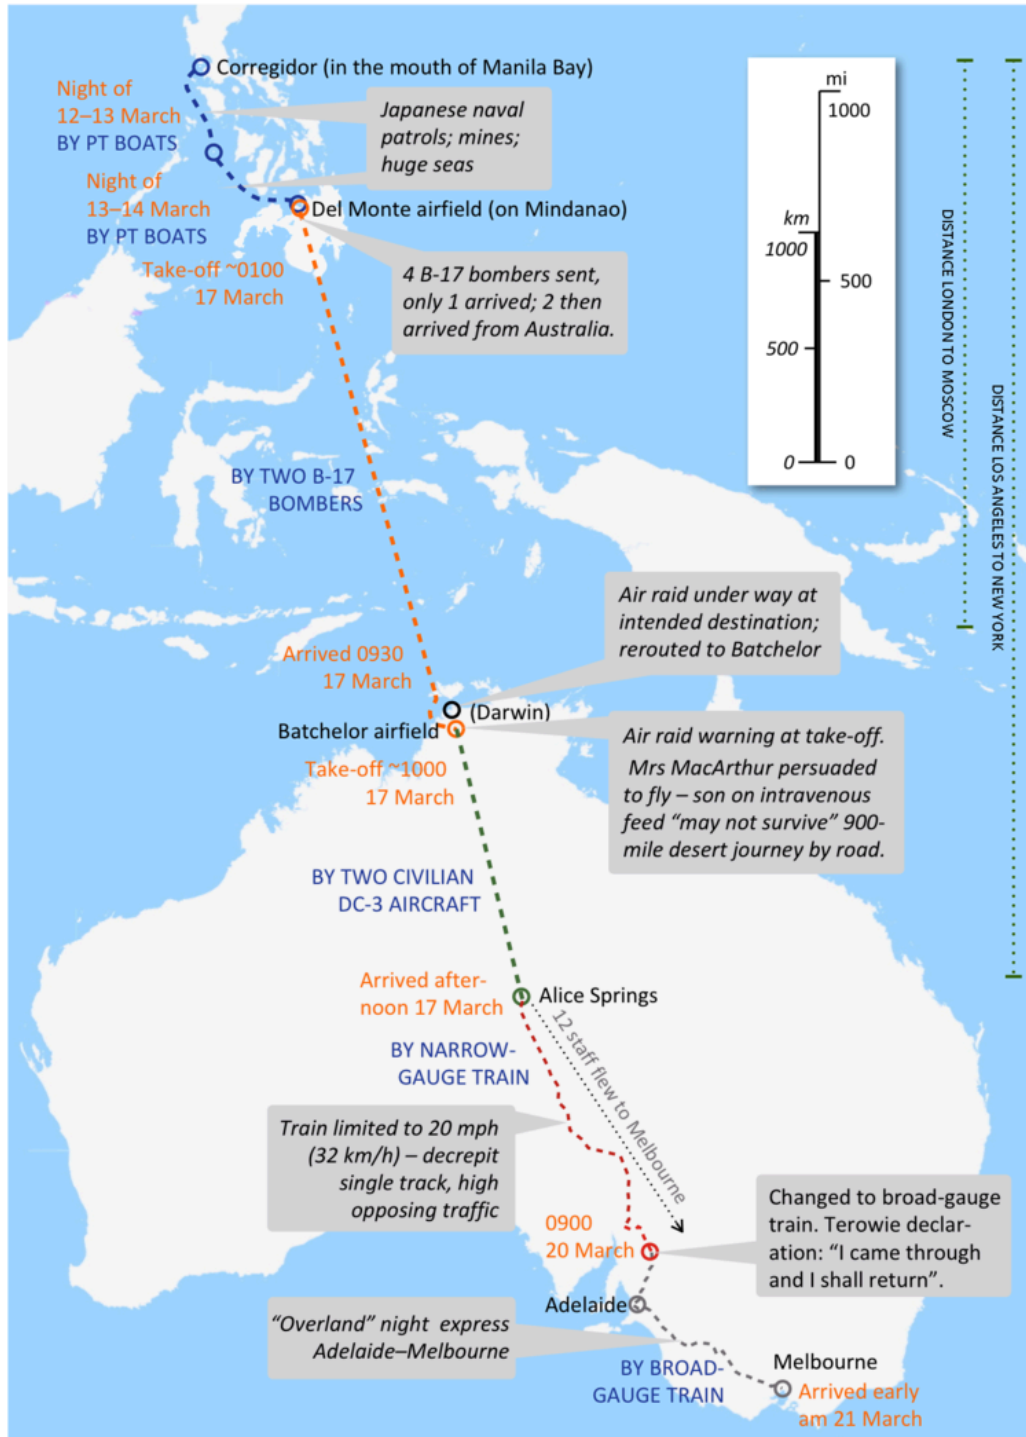 Corregidor (in the mouth of Manila Bay)
Night of
12–13 March
BY PT BOATS
Japanese naval
patrols; mines;
huge seas
Night of
13–14 March
BY PT BOATS
Del Monte airfield (on Mindanao)
Take-off ~0100
17 March
4 B-17 bombers sent,
only 1 arrived; 2 then
arrived from Australia.
mi
1000
km
1000
500
500
0
0
DISTANCE LONDON TO MOSCOW
DISTANCE LOS ANGELES TO NEW YORK
BY TWO B-17
BOMBERS
Air raid under way at
intended destination;
rerouted to Batchelor
Arrived 0930
17 March
(Darwin)
Batchelor airfield
Take-off ~1000
17 March
Air raid warning at take-off.
Mrs MacArthur persuaded
to fly – son on intravenous
feed “may not survive” 900-
mile desert journey by road.
BY TWO CIVILIAN
DC-3 AIRCRAFT
Arrived after-
noon 17 March
Alice Springs
12 staff flew to Melbourne
BY NARROW-
GAUGE TRAIN
Train limited to 20 mph
(32 km/h) – decrepit
single track, high
opposing traffic
0900
20 March
Changed to broad-gauge
train. Terowie declar-
ation: “I came through
and I shall return”.
Adelaide
“Overland” night express
Adelaide–Melbourne
BY BROAD-
GAUGE TRAIN
Melbourne
Arrived early
am 21 March